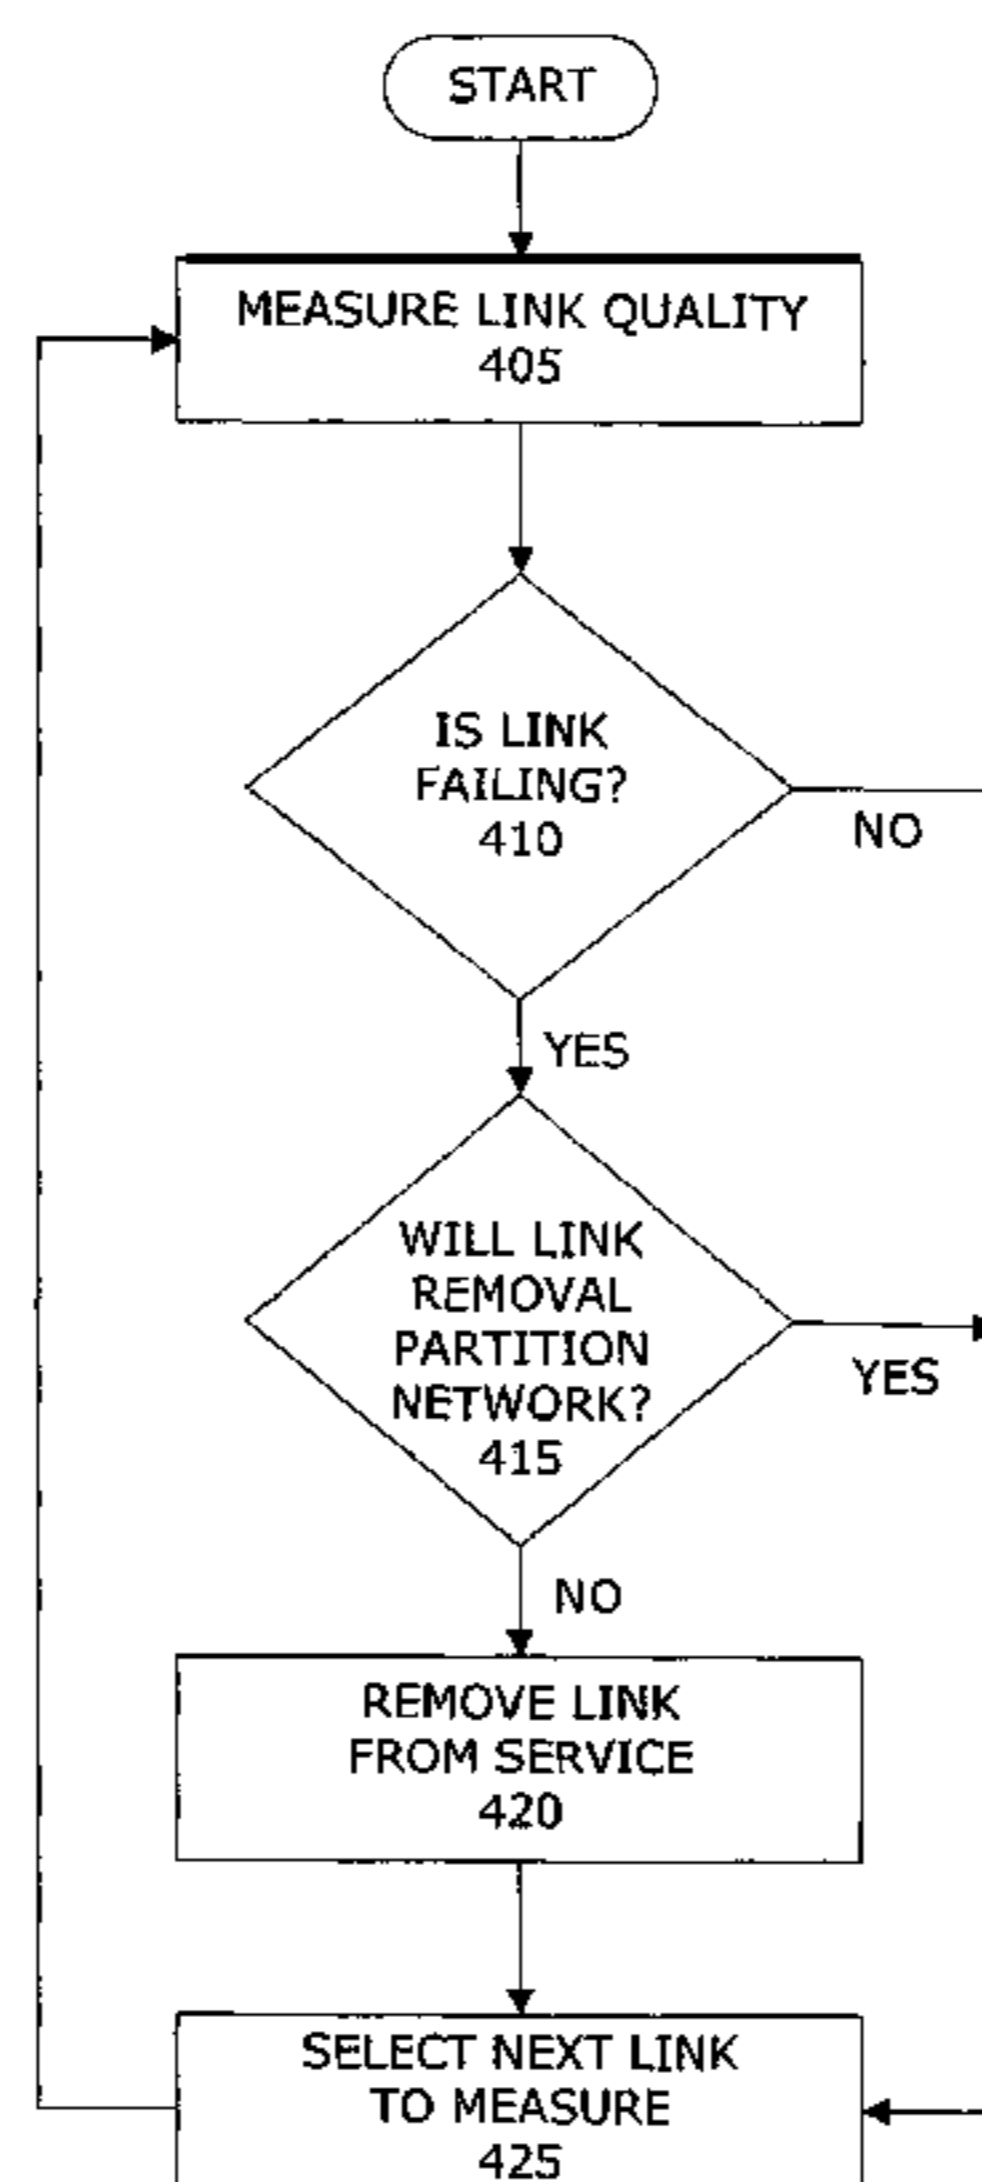 START
MEASURE LINK QUALITY
405
IS LINK
FAILING?
410
NO
YES
WILL LINK
REMOVAL
PARTITION
NETWORK?
415
YES
NO
REMOVE LINK
FROM SERVICE
420
SELECT NEXT LINK
TO MEASURE
425